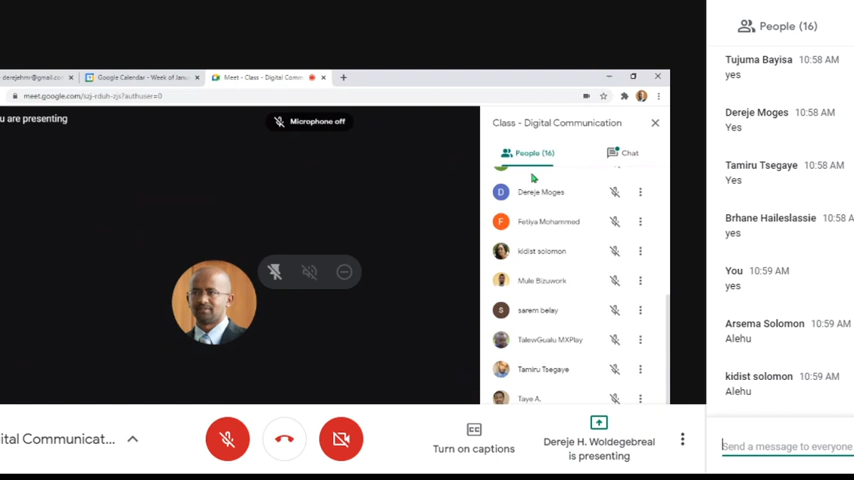 derejehmr@gmail.co
Google Calendar - Week of Janu
Meet - Class - Digital Comm
meet.google.com/szj-rduh-zjs?authuser=0
u are presenting
Microphone off
Class - Digital Communication
People (16)
Chat
D
Dereje Moges
F
Fetiya Mohammed
kidist solomon
Mule Bizuwork
S
sarem belay
TalewGualu MXPlay
Tamiru Tsegaye
Taye A.
ital Communicat...
Turn on captions
Dereje H. Woldegebreal
is presenting
People (16)
Tujuma Bayisa 10:58 AM
yes
Dereje Moges 10:58 AM
Yes
Tamiru Tsegaye 10:58 AM
Yes
Brhane Haileslassie 10:58 A
yes
You 10:59 AM
yes
Arsema Solomon 10:59 AM
Alehu
kidist solomon 10:59 AM
Alehu
Send a message to everyone